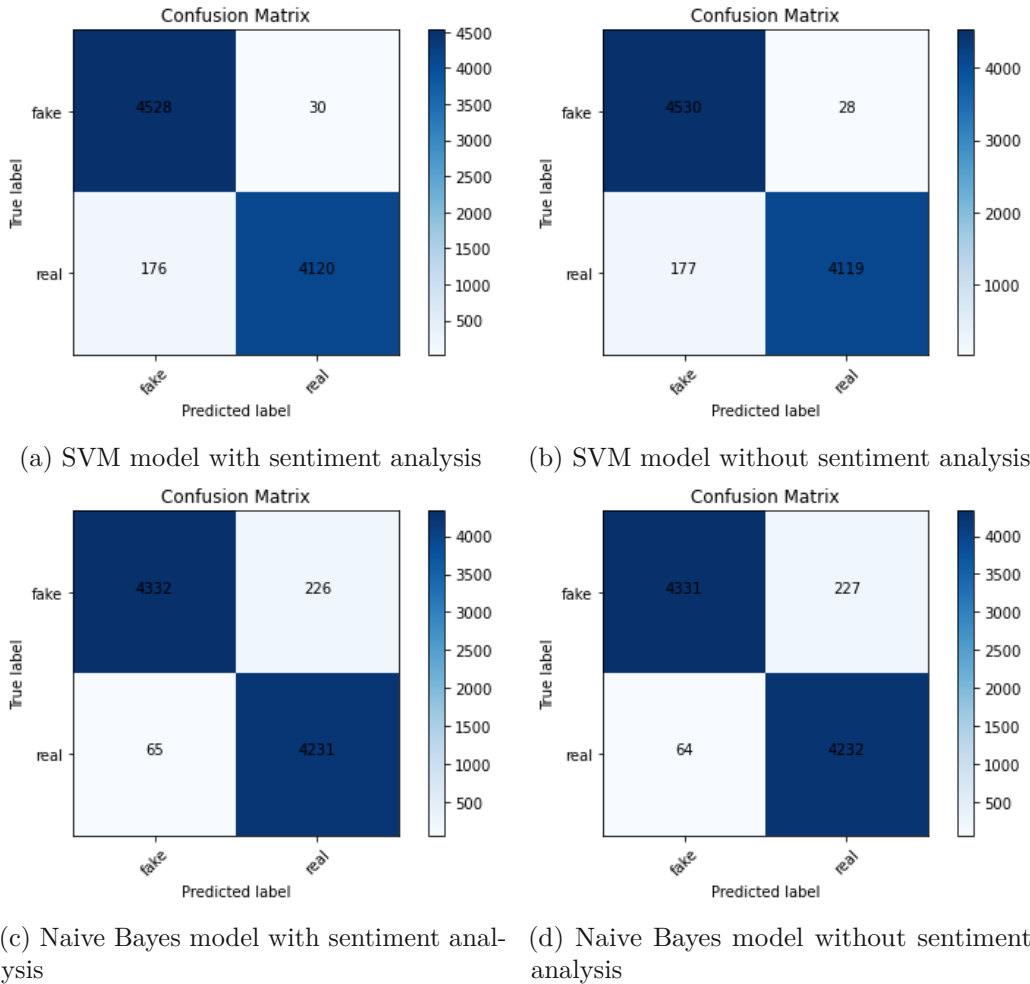 Confusion Matrix
4500
4000
3500
3000
2500
2000
1500
1000
500
fake
real
True label
4528
30
176
4120
fake
real
Predicted label
(a) SVM model with sentiment analysis
Confusion Matrix
4000
3000
2000
1000
fake
real
True label
4530
28
177
4119
fake
real
Predicted label
(b) SVM model without sentiment analysis
Confusion Matrix
4000
3500
3000
2500
2000
1500
1000
500
fake
real
True label
4332
226
65
4231
fake
real
Predicted label
(c) Naive Bayes model with sentiment anal-
ysis
Confusion Matrix
4000
3500
3000
2500
2000
1500
1000
500
fake
real
True label
4331
227
64
4232
fake
real
Predicted label
(d) Naive Bayes model without sentiment
analysis